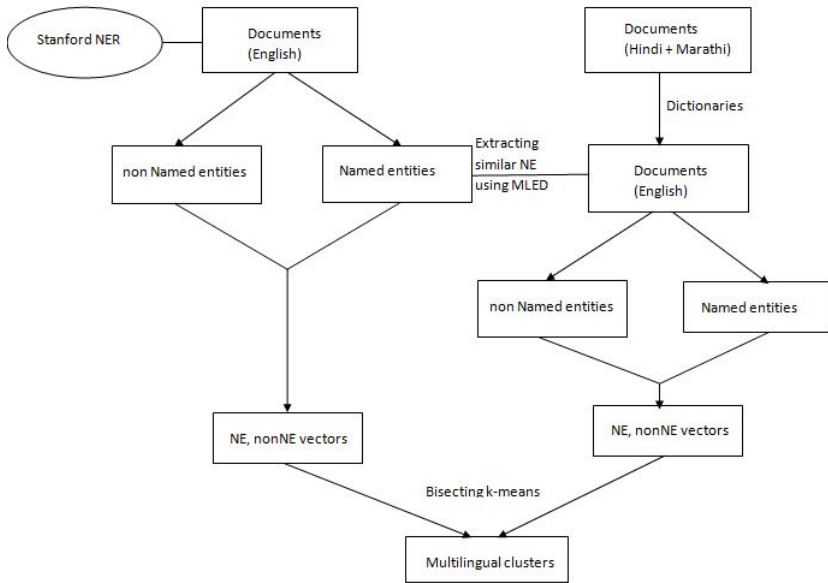 Stanford NER
Documents
(English)
Documents
(Hindi + Marathi)
Dictionaries
non Named entities
Named entities
Extracting
similar NE
using MLED
Documents
(English)
non Named entities
Named entities
NE, nonNE vectors
NE, nonNE vectors
Bisecting k-means
Multilingual clusters